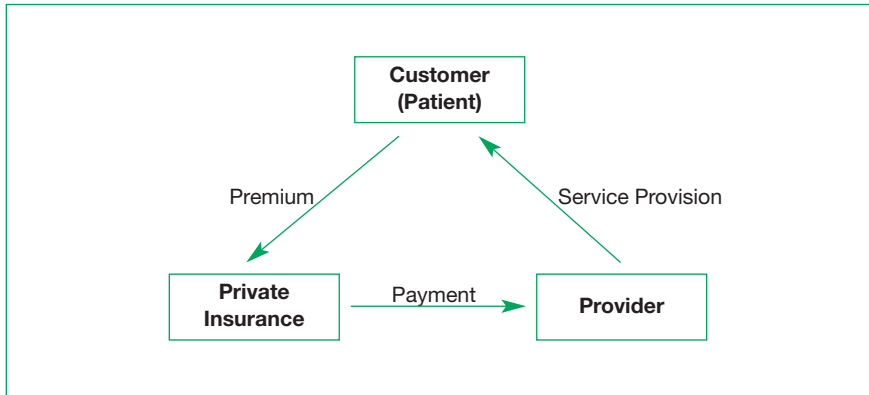 Customer
(Patient)
Premium
Service Provision
Private
Insurance
Payment
Provider